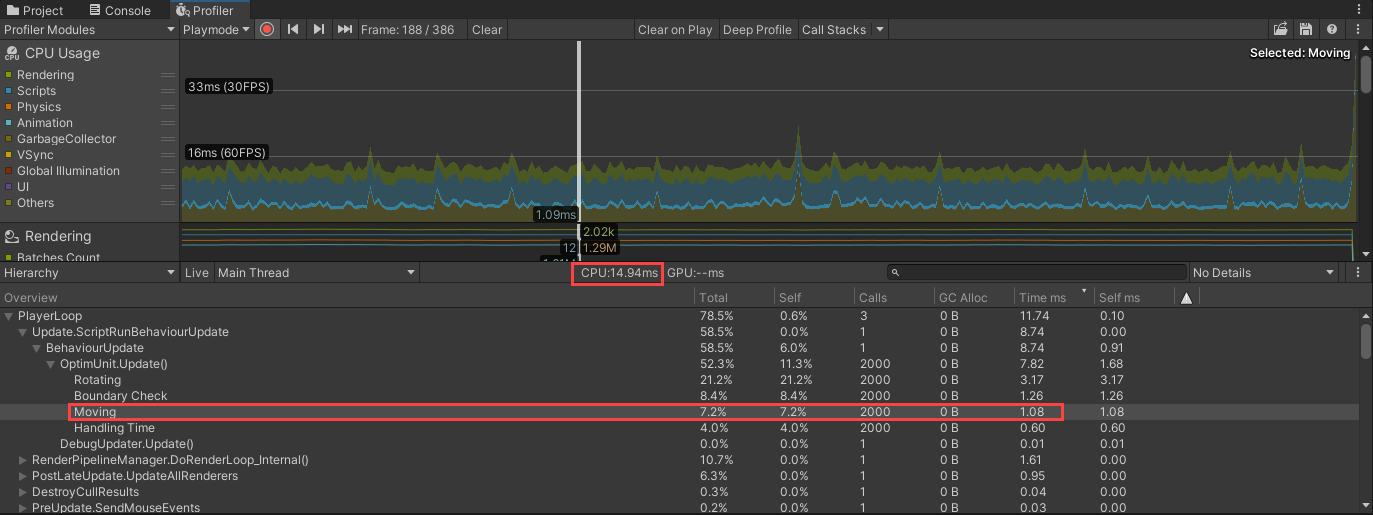 Project Console Profiler
Profiler Modules Playmode Frame: 188 / 386 Clear Clear on Play Deep Profile Call Stacks
CPU Usage
CPU
Selected: Moving
Rendering
Scripts
Physics
Animation
GarbageCollector
VSync
Global Illumination
UI
Others
33ms (30FPS)
16ms (60FPS)
1.09ms
Rendering
Batches Count
2.02k
12 1.29M
Hierarchy Live Main Thread CPU:14.94ms GPU:--ms No Details
Overview Total Self Calls GC Alloc Time ms Self ms
PlayerLoop 78.5% 0.6% 3 0 B 11.74 0.10
Update.ScriptRunBehaviourUpdate 58.5% 0.0% 1 0 B 8.74 0.00
BehaviourUpdate 58.5% 6.0% 1 0 B 8.74 0.91
OptimUnit.Update() 52.3% 11.3% 2000 0 B 7.82 1.68
Rotating 21.2% 21.2% 2000 0 B 3.17 3.17
Boundary Check 8.4% 8.4% 2000 0 B 1.26 1.26
Moving 7.2% 7.2% 2000 0 B 1.08 1.08
Handling Time 4.0% 4.0% 2000 0 B 0.60 0.60
DebugUpdater.Update() 0.0% 0.0% 1 0 B 0.01 0.01
RenderPipelineManager.DoRenderLoop_Internal() 10.7% 0.0% 1 0 B 1.61 0.00
PostLateUpdate.UpdateAllRenderers 6.3% 0.0% 1 0 B 0.95 0.00
DestroyCullResults 0.3% 0.0% 1 0 B 0.04 0.00
PreUpdate.SendMouseEvents 0.2% 0.0% 1 0 B 0.03 0.00